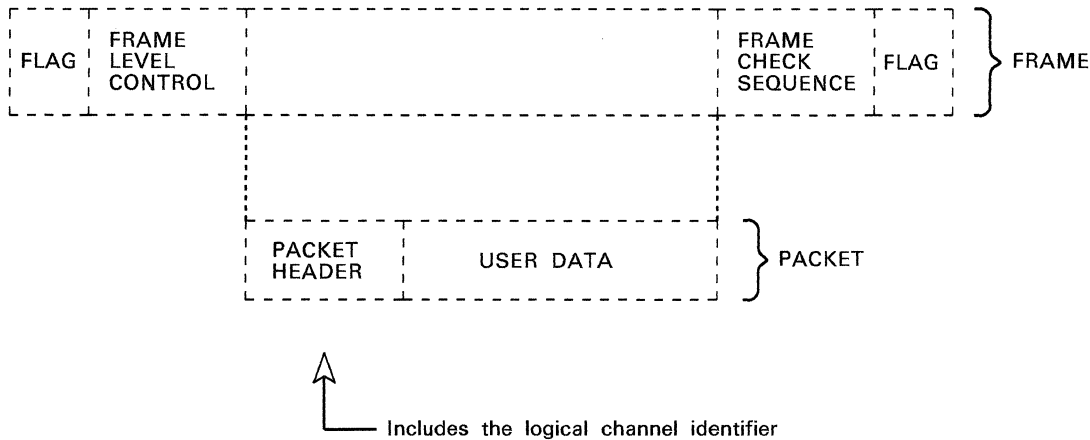 FLAG
FRAME
LEVEL
CONTROL
FRAME
CHECK
SEQUENCE
FLAG
FRAME
PACKET
HEADER
USER DATA
PACKET
Includes the logical channel identifier